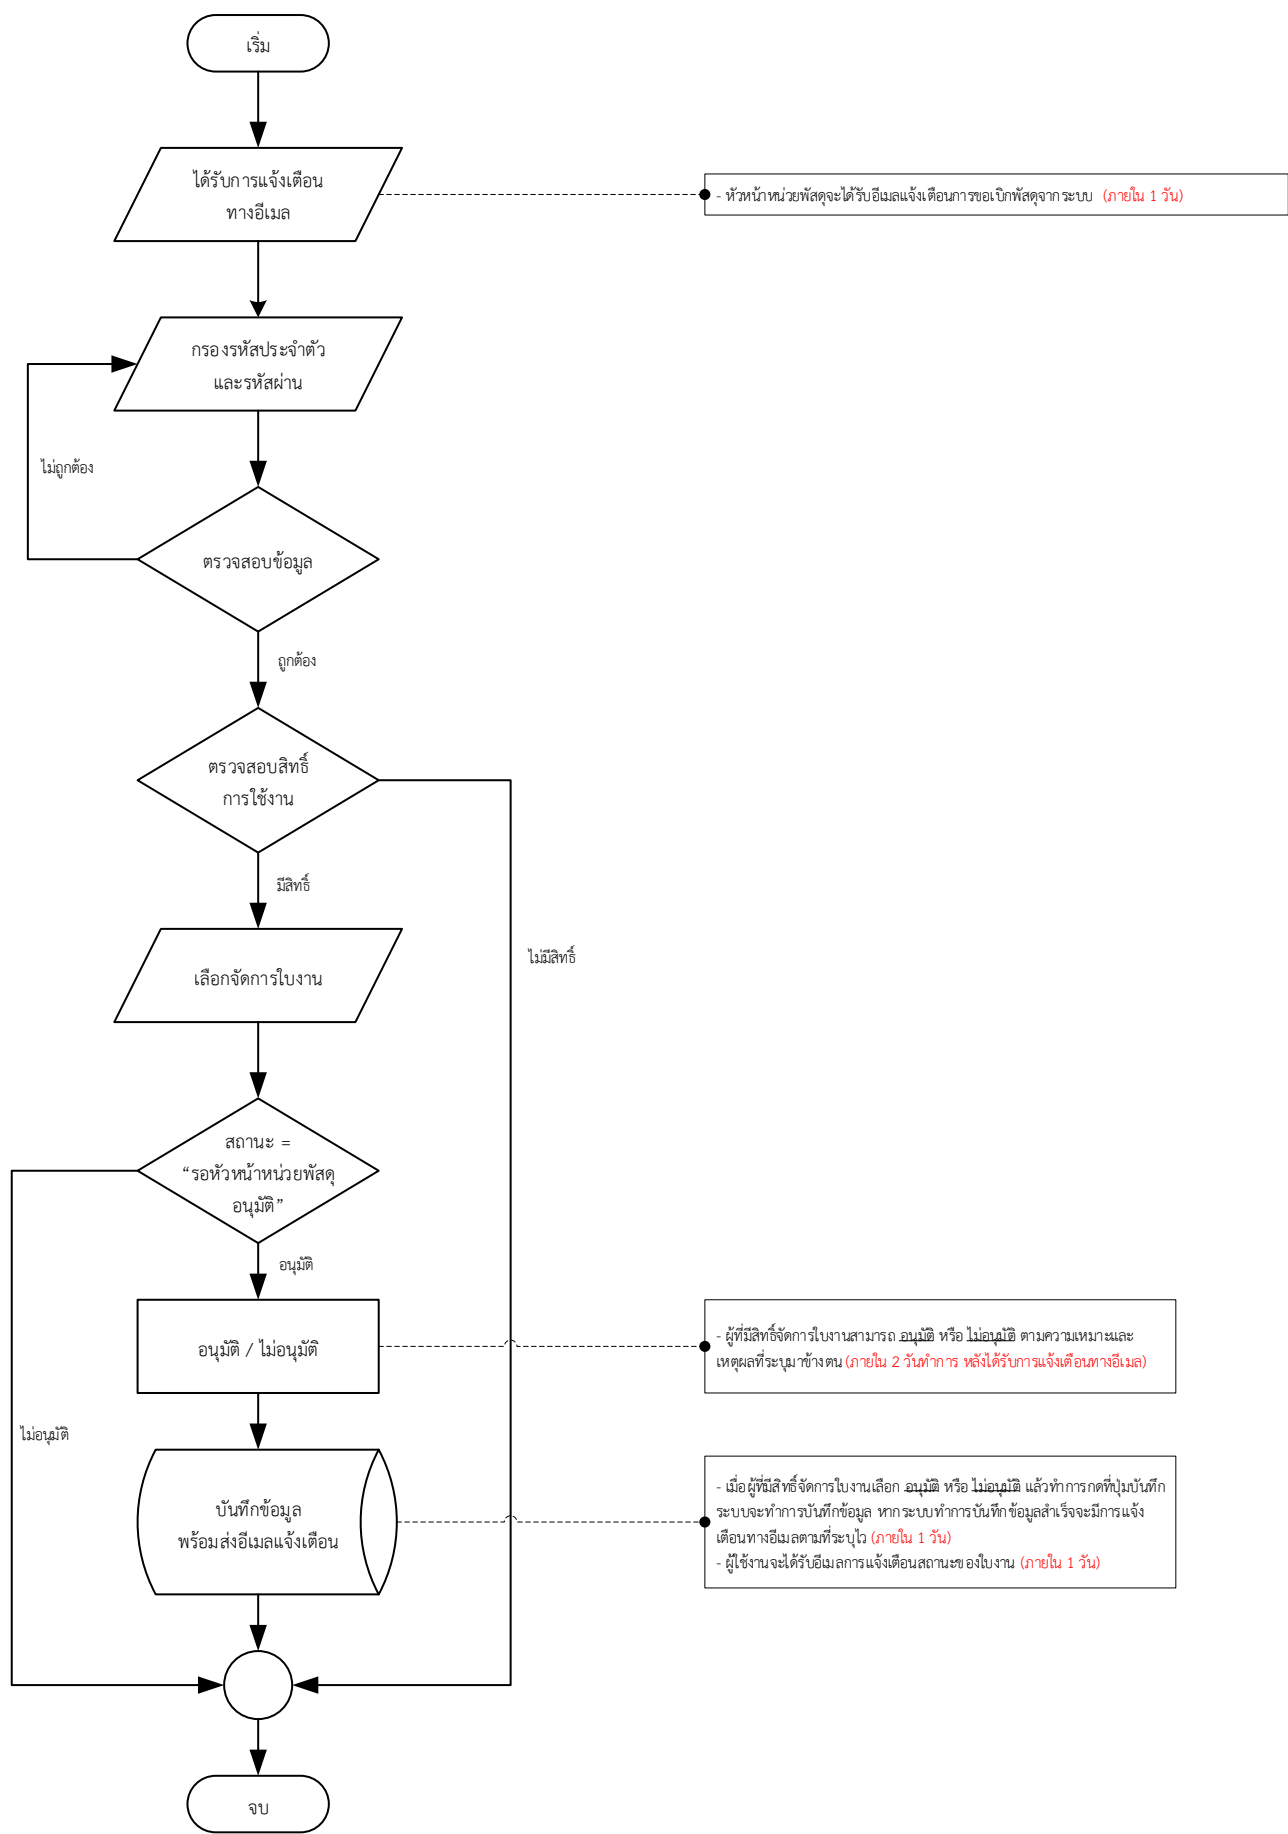 เริ่ม
ได้รับการแจ้งเตือน
ทางอีเมล
- หัวหน้าหน่วยพัสดุจะได้รับอีเมลแจ้งเตือนการขอเบิกพัสดุจากระบบ (ภายใน 1 วัน)
กรองรหัสประจำตัว
และรหัสผ่าน
ไม่ถูกต้อง
ตรวจสอบข้อมูล
ถูกต้อง
ตรวจสอบสิทธิ์
การใช้งาน
มีสิทธิ์
ไม่มีสิทธิ์
เลือกจัดการใบงาน
สถานะ =
“รอหัวหน้าหน่วยพัสดุ
อนุมัติ”
อนุมัติ
อนุมัติ / ไม่อนุมัติ
- ผู้ที่มีสิทธิ์จัดการใบงานสามารถ อนุมัติ หรือ ไม่อนุมัติ ตามความเหมาะและ
เหตุผลที่ระบุมาข้างตน (ภายใน 2 วันทำการ หลังได้รับการแจ้งเตือนทางอีเมล)
ไม่อนุมัติ
บันทึกข้อมูล
พร้อมส่งอีเมลแจ้งเตือน
- เมื่อผู้ที่มีสิทธิ์จัดการใบงานเลือก อนุมัติ หรือ ไม่อนุมัติ แล้วทำการกดที่ปุ่มบันทึก
ระบบจะทำการบันทึกข้อมูล หากระบบทำการบันทึกข้อมูลสำเร็จจะมีการแจ้ง
เตือนทางอีเมลตามที่ระบุไว (ภายใน 1 วัน)
- ผู้ใช้งานจะได้รับอีเมลการแจ้งเตือนสถานะของใบงาน (ภายใน 1 วัน)
จบ